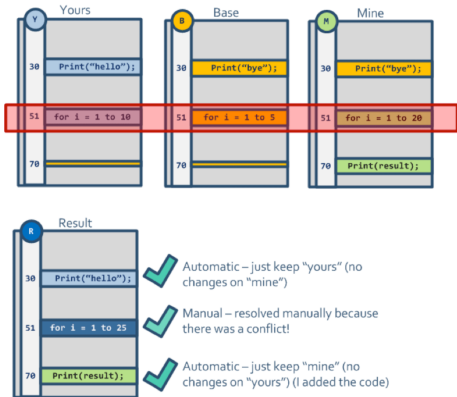 Yours
Base
Mine
Y
B
M
30 Print("hello");
30 Print("bye");
30 Print("bye");
51 for i = 1 to 10
51 for i = 1 to 5
51 for i = 1 to 20
70
70
70 Print(result);
Result
R
30 Print("hello");
Automatic – just keep "yours" (no
changes on "mine")
51 for i = 1 to 25
Manual – resolved manually because
there was a conflict!
70 Print(result);
Automatic – just keep "mine" (no
changes on "yours") (I added the code)